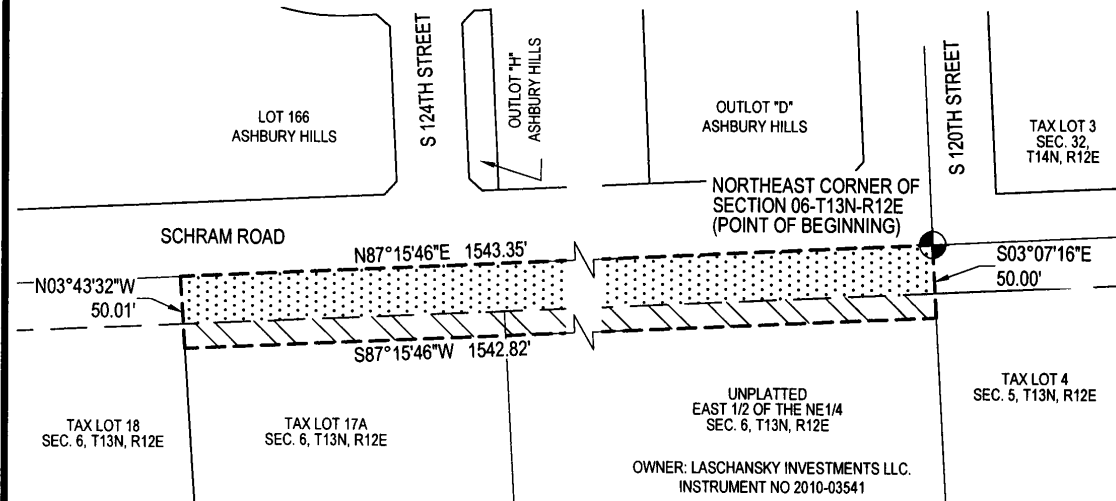 S 124TH STREET
OUTLOT "H"
ASHBURY HILLS
S 120TH STREET
LOT 166
ASHBURY HILLS
OUTLOT "D"
ASHBURY HILLS
TAX LOT 3
SEC. 32,
T14N, R12E
NORTHEAST CORNER OF
SECTION 06-T13N-R12E
(POINT OF BEGINNING)
SCHRAM ROAD
N87°15'46"E 1543.35'
S03°07'16"E
50.00'
N03°43'32"W
50.01'
S87°15'46"W 1542.82'
TAX LOT 18
SEC. 6, T13N, R12E
TAX LOT 17A
SEC. 6, T13N, R12E
UNPLATTED
EAST 1/2 OF THE NE1/4
SEC. 6, T13N, R12E
TAX LOT 4
SEC. 5, T13N, R12E
OWNER: LASCHANSKY INVESTMENTS LLC.
INSTRUMENT NO 2010-03541